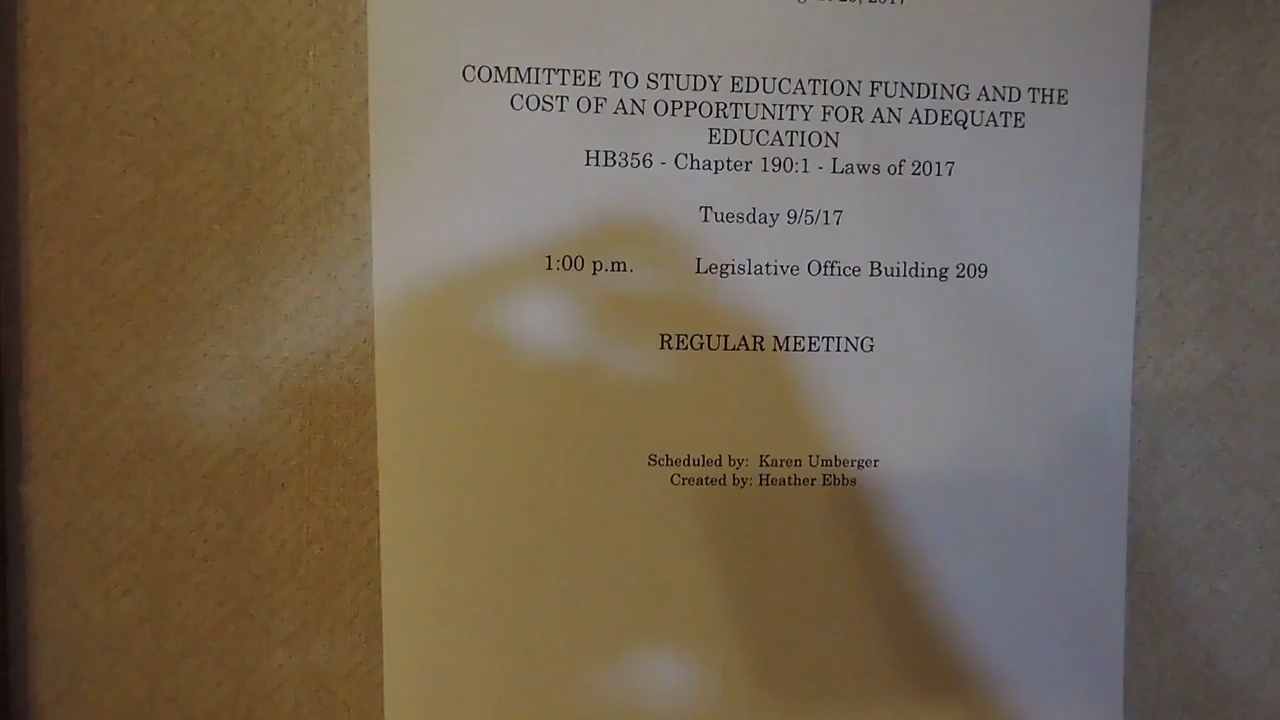 2017
COMMITTEE TO STUDY EDUCATION FUNDING AND THE
COST OF AN OPPORTUNITY FOR AN ADEQUATE
EDUCATION
HB356 - Chapter 190:1 - Laws of 2017
Tuesday 9/5/17
1:00 p.m. Legislative Office Building 209
REGULAR MEETING
Scheduled by: Karen Umberger
Created by: Heather Ebbs